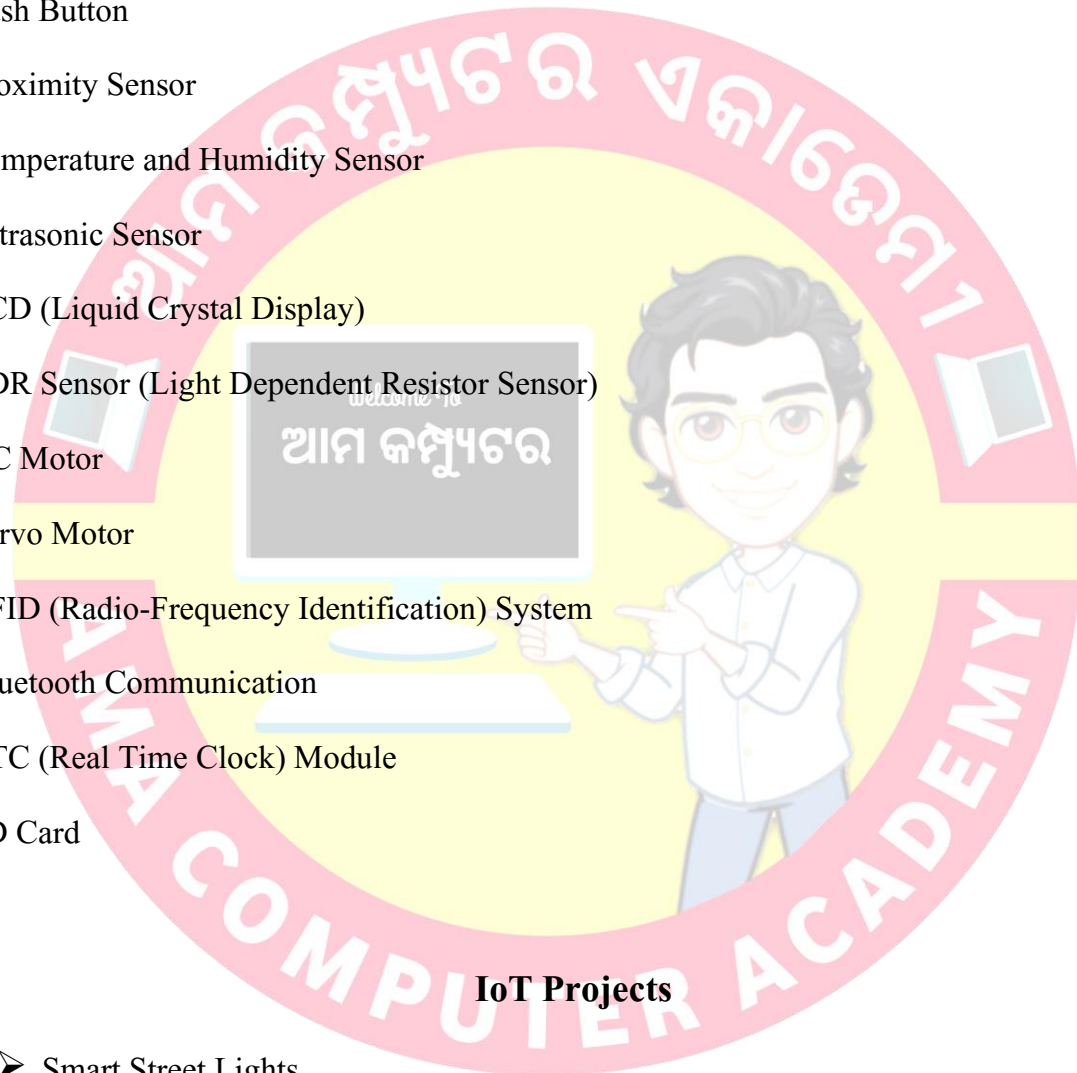 sh Button
oximity Sensor
mperature and Humidity Sensor
trasonic Sensor
CD (Liquid Crystal Display)
DR Sensor (Light Dependent Resistor Sensor)
C Motor
rvo Motor
FID (Radio-Frequency Identification) System
uetooth Communication
TC (Real Time Clock) Module
D Card
IoT Projects
Smart Street Lights
ଆମ କମ୍ପ୍ୟୁଟର ଏକାଡେମୀ
welcome to
ଆମ କମ୍ପ୍ୟୁଟର
AMA COMPUTER ACADEMY